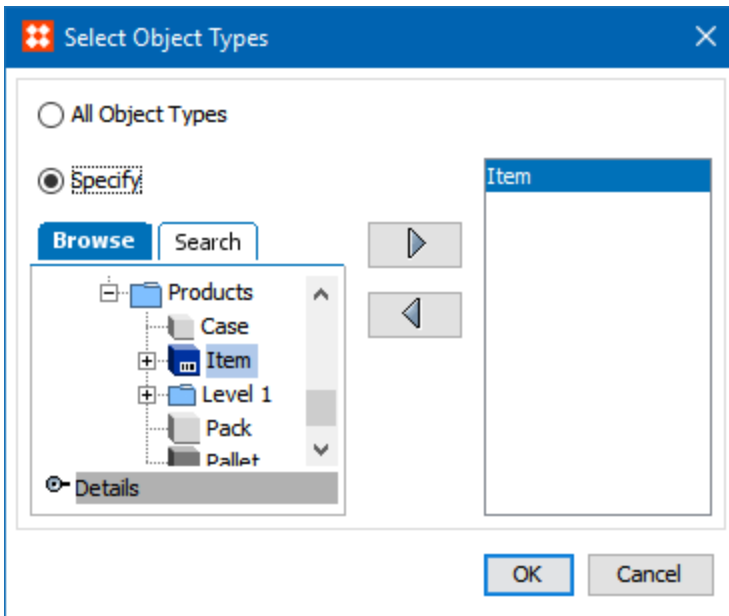 Select Object Types
All Object Types
Specify
Browse
Search
Products
Case
Item
Level 1
Pack
Pallet
Details
Item
OK
Cancel